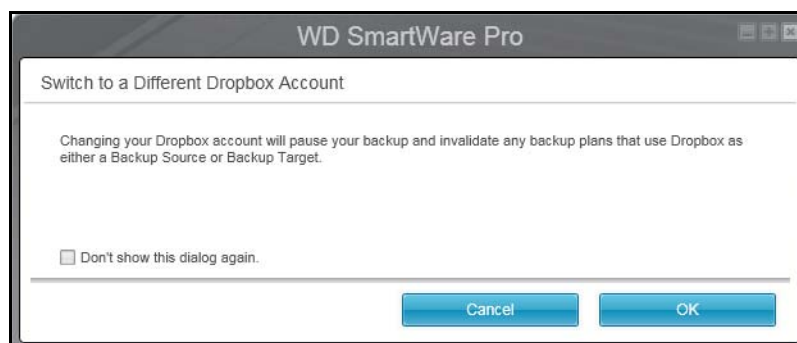 WD SmartWare Pro
Switch to a Different Dropbox Account
Changing your Dropbox account will pause your backup and invalidate any backup plans that use Dropbox as
either a Backup Source or Backup Target.
Don't show this dialog again.
Cancel
OK